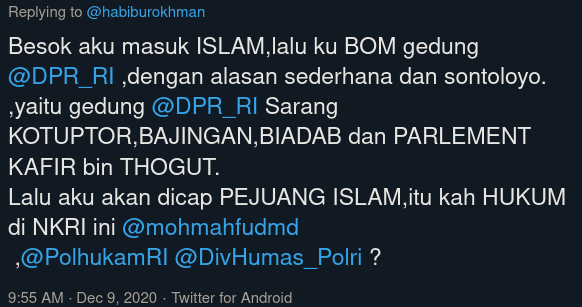 Replying to @habiburokhman
Besok aku masuk ISLAM,lalu ku BOM gedung
@DPR_RI ,dengan alasan sederhana dan sontoloyo.
,yaitu gedung @DPR_RI Sarang
KOTUPTOR,BAJINGAN,BIADAB dan PARLEMENT
KAFIR bin THOGUT.
Lalu aku akan dicap PEJUANG ISLAM,itu kah HUKUM
di NKRI ini @mohmahfudmd
,@PolhukamRI @DivHumas_Polri ?
9:55 AM · Dec 9, 2020 · Twitter for Android